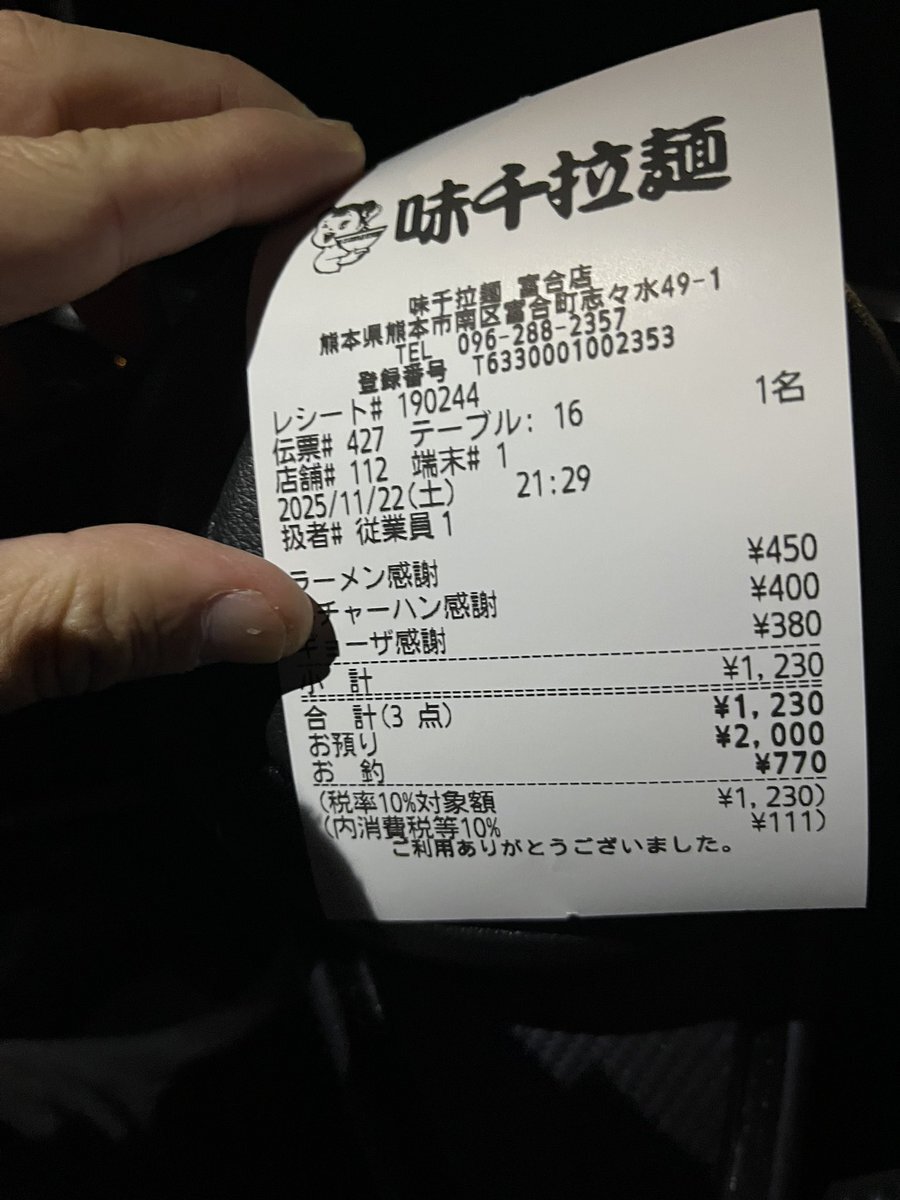 味千拉麺
味千拉麺 富合店
熊本県熊本市南区富合町志々水49-1
TEL 096-288-2357
登録番号 T6330001002353
レシート# 190244 1名
伝票# 427 テーブル: 16
店舗# 112 端末# 1
2025/11/22(土) 21:29
扱者# 従業員1
ラーメン感謝 ¥450
チャーハン感謝 ¥400
ギョーザ感謝 ¥380
小 計 ¥1,230
合 計(3 点) ¥1,230
お預り ¥2,000
お 釣 ¥770
(税率10%対象額 ¥1,230)
(内消費税等10% ¥111)
ご利用ありがとうございました。